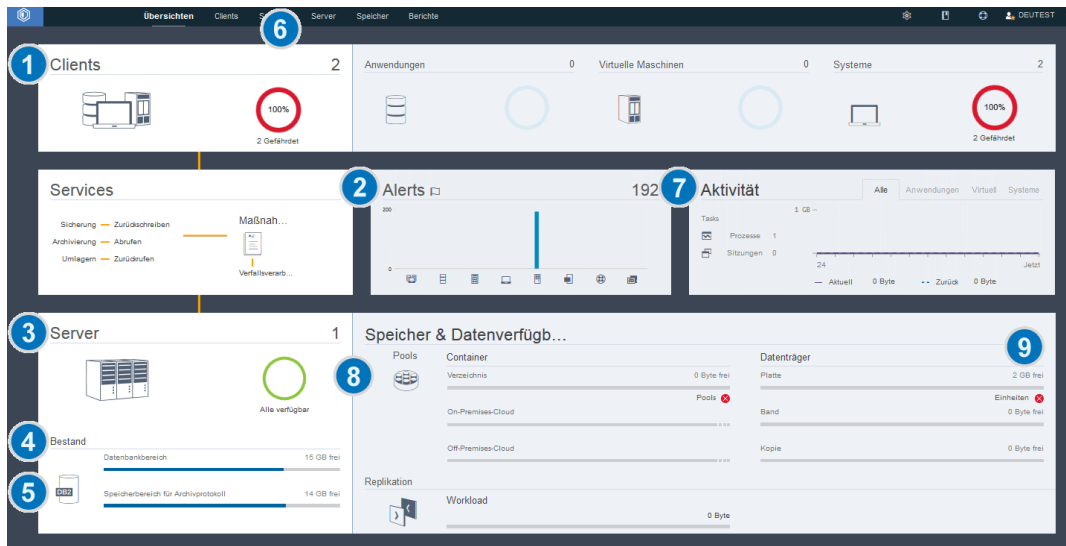 Übersichten Clients Server Speicher Berichte DEUTEST
6
1 Clients 2
Anwendungen 0 Virtuelle Maschinen 0 Systeme 2
100%
2 Gefährdet
100%
2 Gefährdet
Services
Sicherung Zurückschreiben
Archivierung Abrufen
Umlagern Zurückrufen
Maßnah...
Verfallsverarb...
2 Alerts 192
200
0
7 Aktivität Alle Anwendungen Virtuell Systeme
Tasks
Prozesse 1
Sitzungen 0
1 GB
24 Jetzt
Aktuell 0 Byte Zurück 0 Byte
3 Server 1
Alle verfügbar
4 Bestand
Datenbankbereich 15 GB frei
5 DB2
Speicherbereich für Archivprotokoll 14 GB frei
Speicher & Datenverfügb...
8 Pools
Container
Verzeichnis 0 Byte frei
Pools
On-Premises-Cloud
Off-Premises-Cloud
9
Datenträger
Platte 2 GB frei
Einheiten
Band 0 Byte frei
Kopie 0 Byte frei
Replikation
Workload
0 Byte